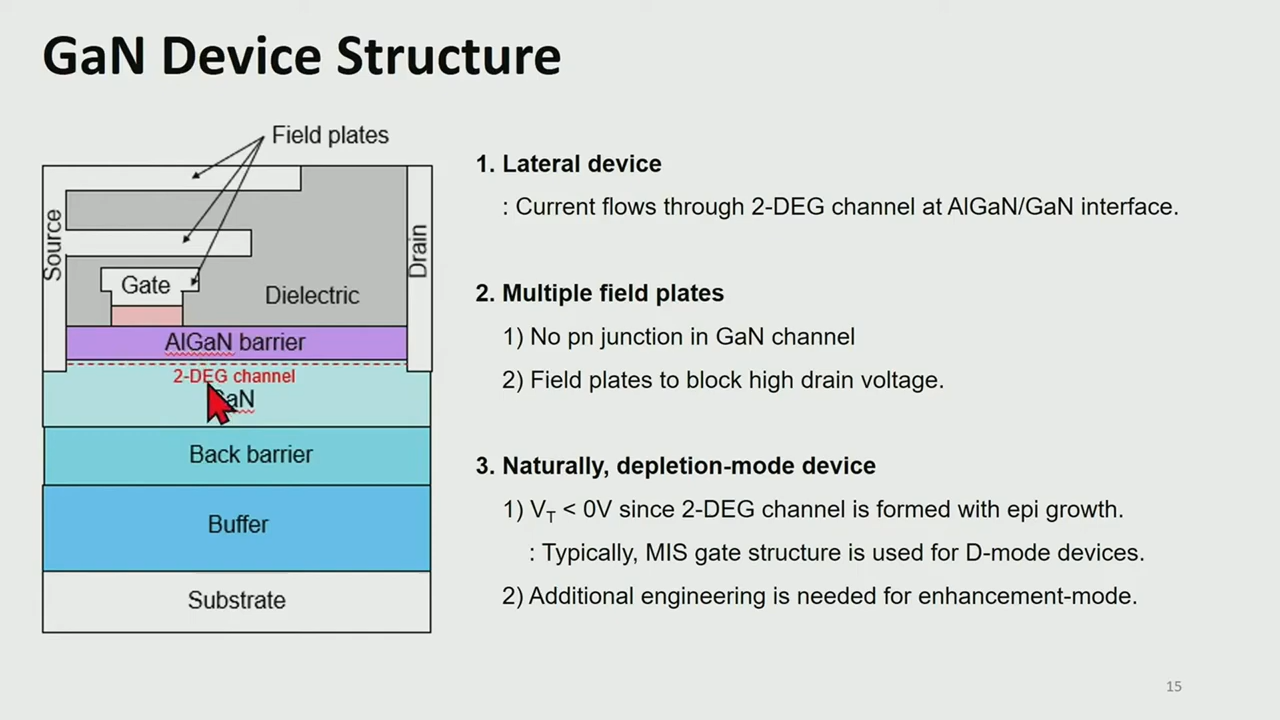 GaN Device Structure
Field plates
Source
Drain
Gate
Dielectric
AlGaN barrier
2-DEG channel
Back barrier
Buffer
Substrate
1. Lateral device
: Current flows through 2-DEG channel at AlGaN/GaN interface.
2. Multiple field plates
1) No pn junction in GaN channel
2) Field plates to block high drain voltage.
3. Naturally, depletion-mode device
1) VT < 0V since 2-DEG channel is formed with epi growth.
: Typically, MIS gate structure is used for D-mode devices.
2) Additional engineering is needed for enhancement-mode.
15